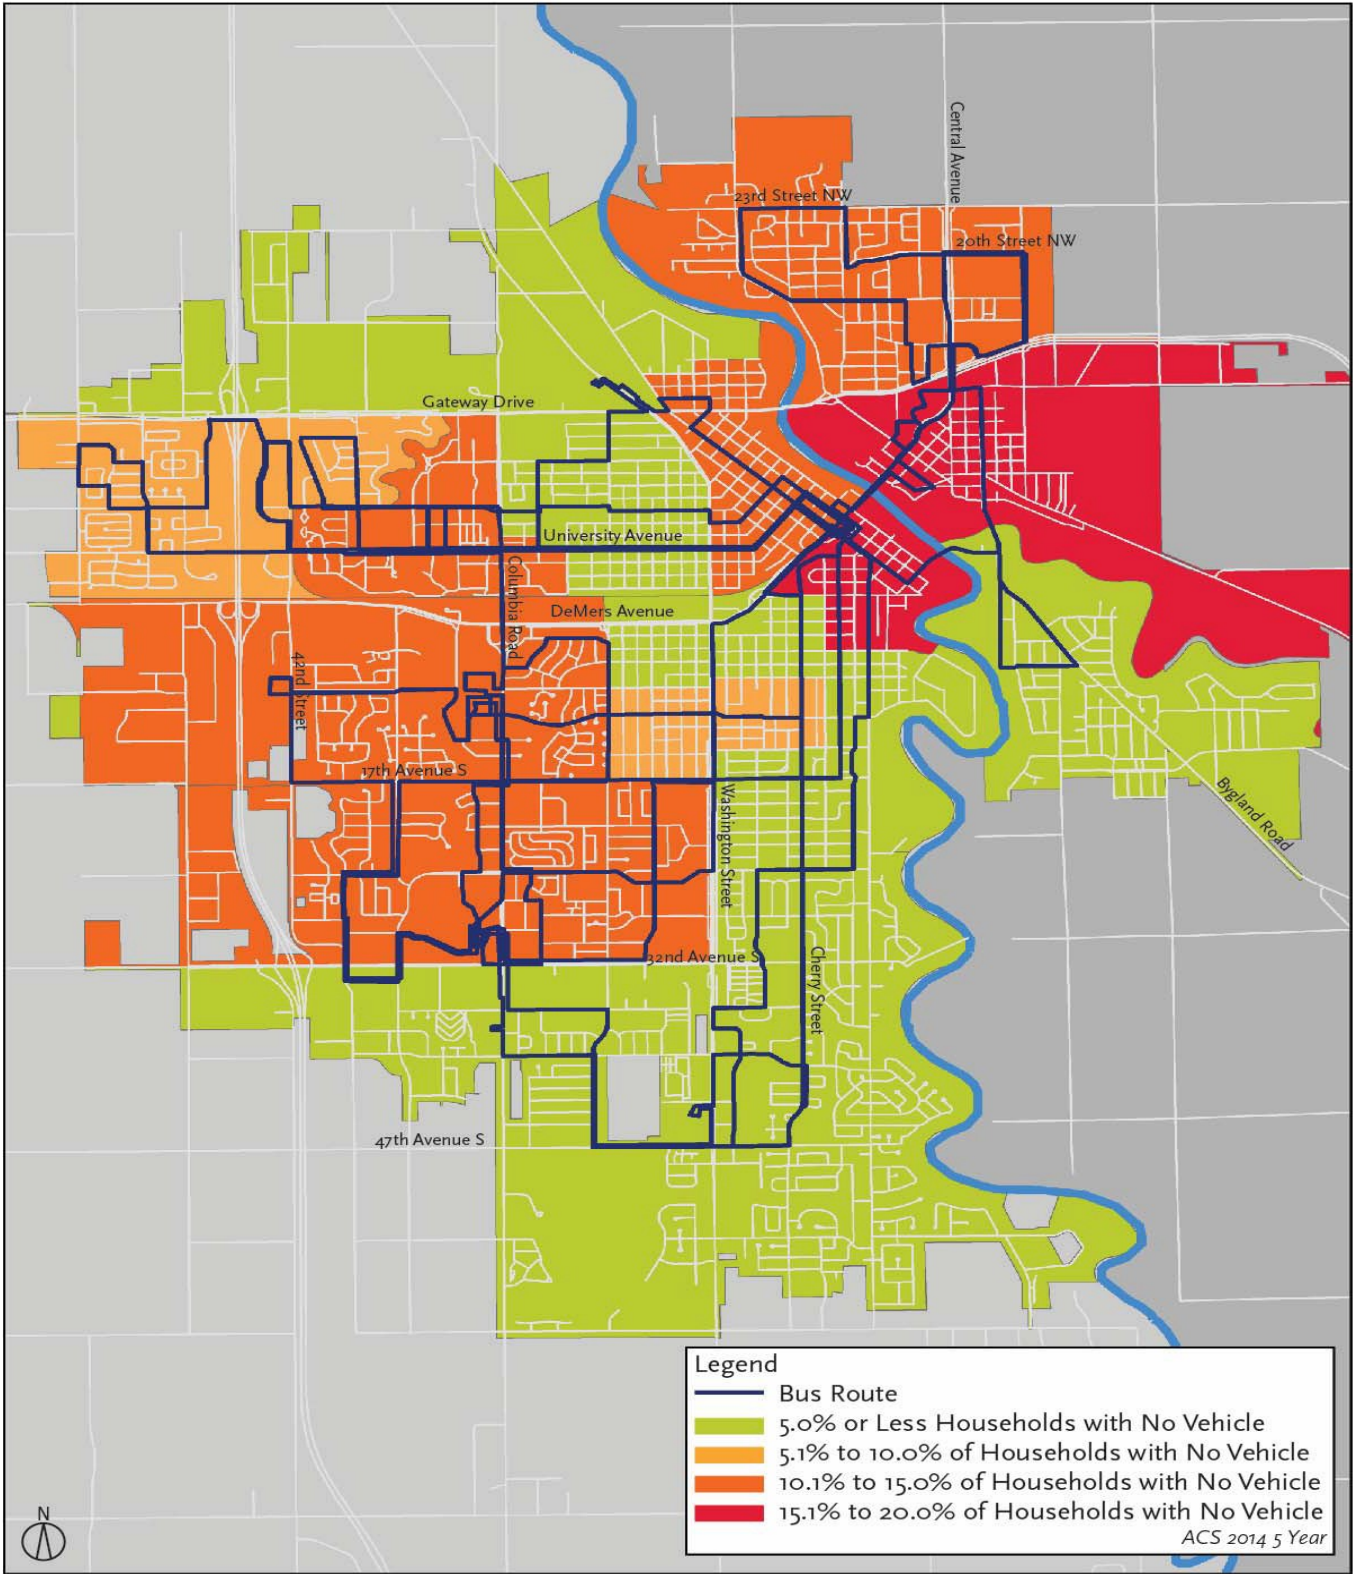 Central Avenue
23rd Street NW
20th Street NW
Gateway Drive
University Avenue
Columbia Road
DeMers Avenue
42nd Street
17th Avenue S
Washington Street
Bygland Road
32nd Avenue S
Cherry Street
47th Avenue S
Legend
Bus Route
5.0% or Less Households with No Vehicle
5.1% to 10.0% of Households with No Vehicle
10.1% to 15.0% of Households with No Vehicle
15.1% to 20.0% of Households with No Vehicle
ACS 2014 5 Year
N